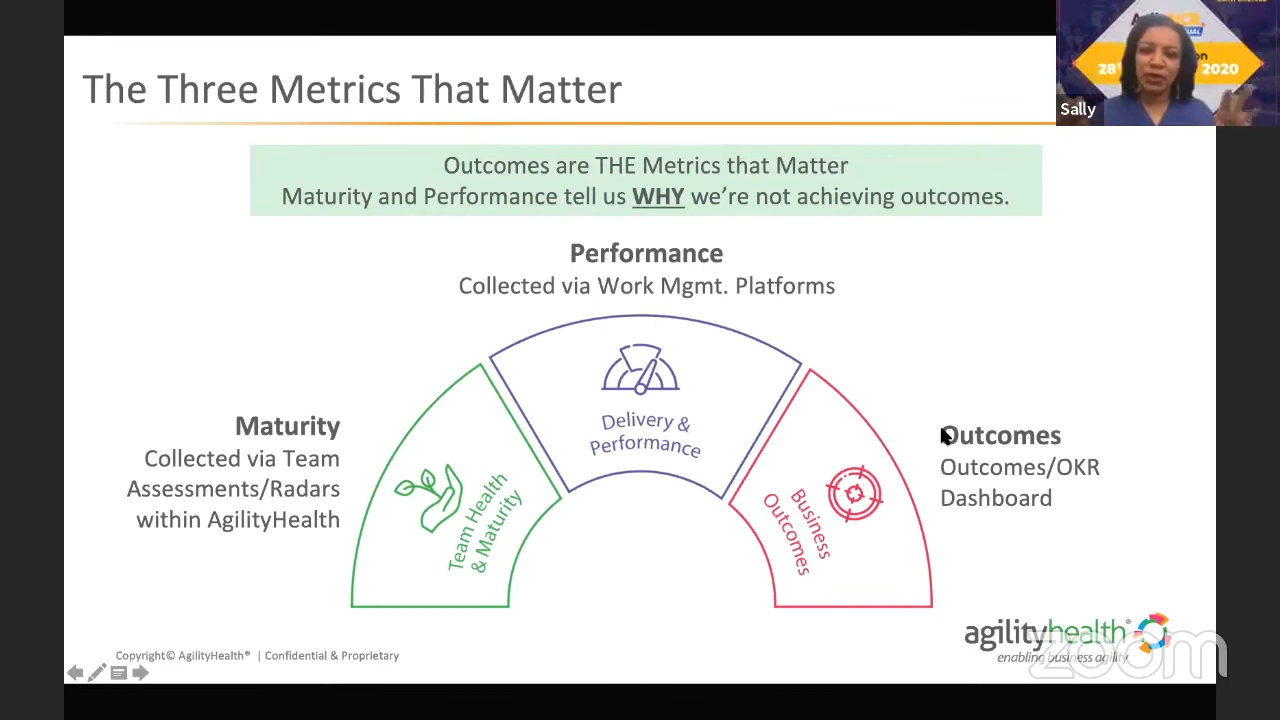 The Three Metrics That Matter
28
2020
Sally
Outcomes are THE Metrics that Matter
Maturity and Performance tell us WHY we're not achieving outcomes.
Performance
Collected via Work Mgmt. Platforms
Delivery &
Performance
Maturity
Collected via Team
Assessments/Radars
within AgilityHealth
Team Health
& Maturity
Business
Outcomes
Outcomes
Outcomes/OKR
Dashboard
agilityhealth®
enabling business agility
zoom
Copyright© AgilityHealth® | Confidential & Proprietary